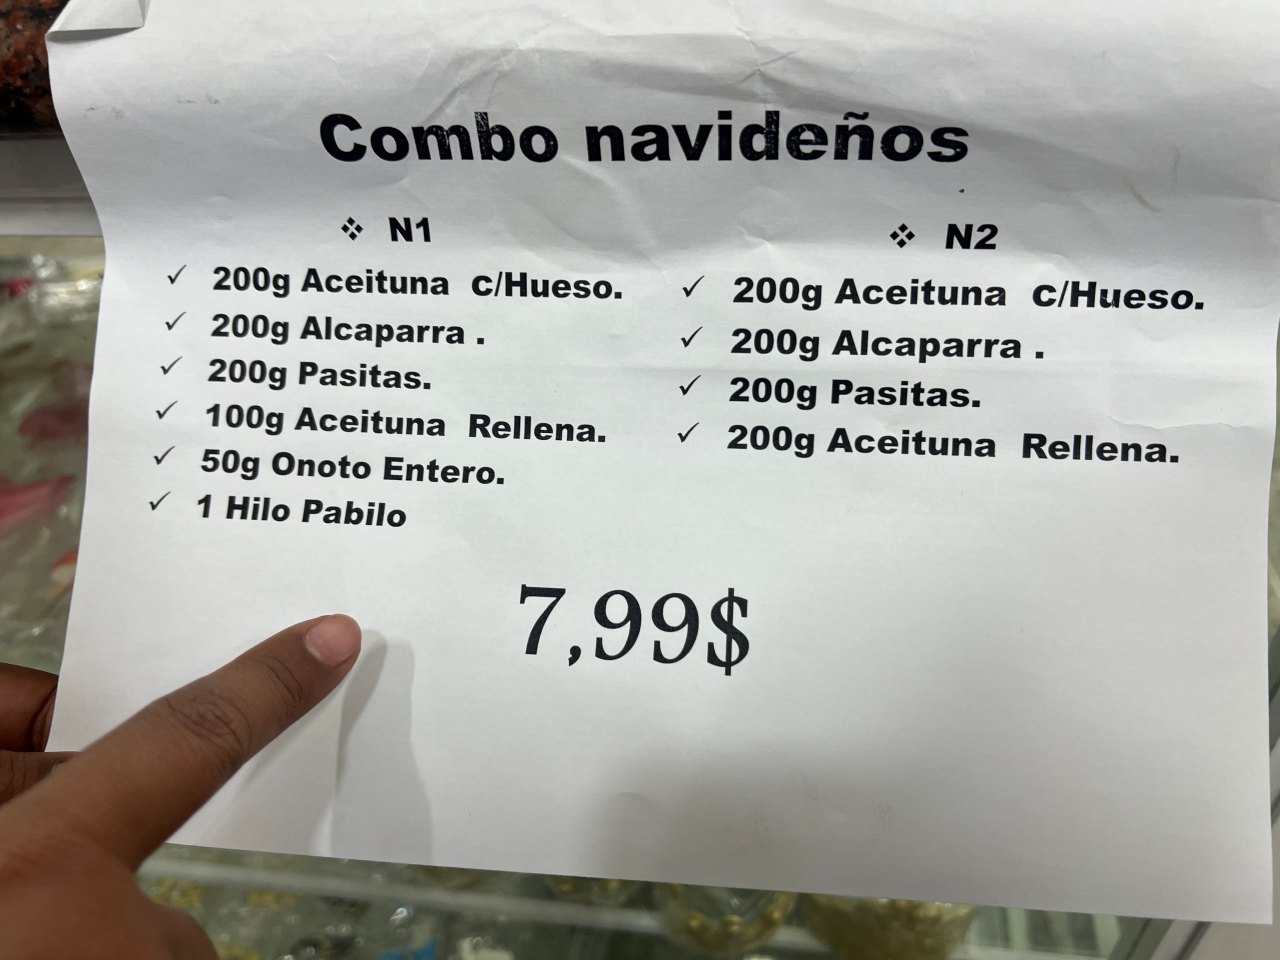 Combo navideños
❖ N1
✓ 200g Aceituna c/Hueso.
✓ 200g Alcaparra .
✓ 200g Pasitas.
✓ 100g Aceituna Rellena.
✓ 50g Onoto Entero.
✓ 1 Hilo Pabilo
❖ N2
✓ 200g Aceituna c/Hueso.
✓ 200g Alcaparra .
✓ 200g Pasitas.
✓ 200g Aceituna Rellena.
7,99$